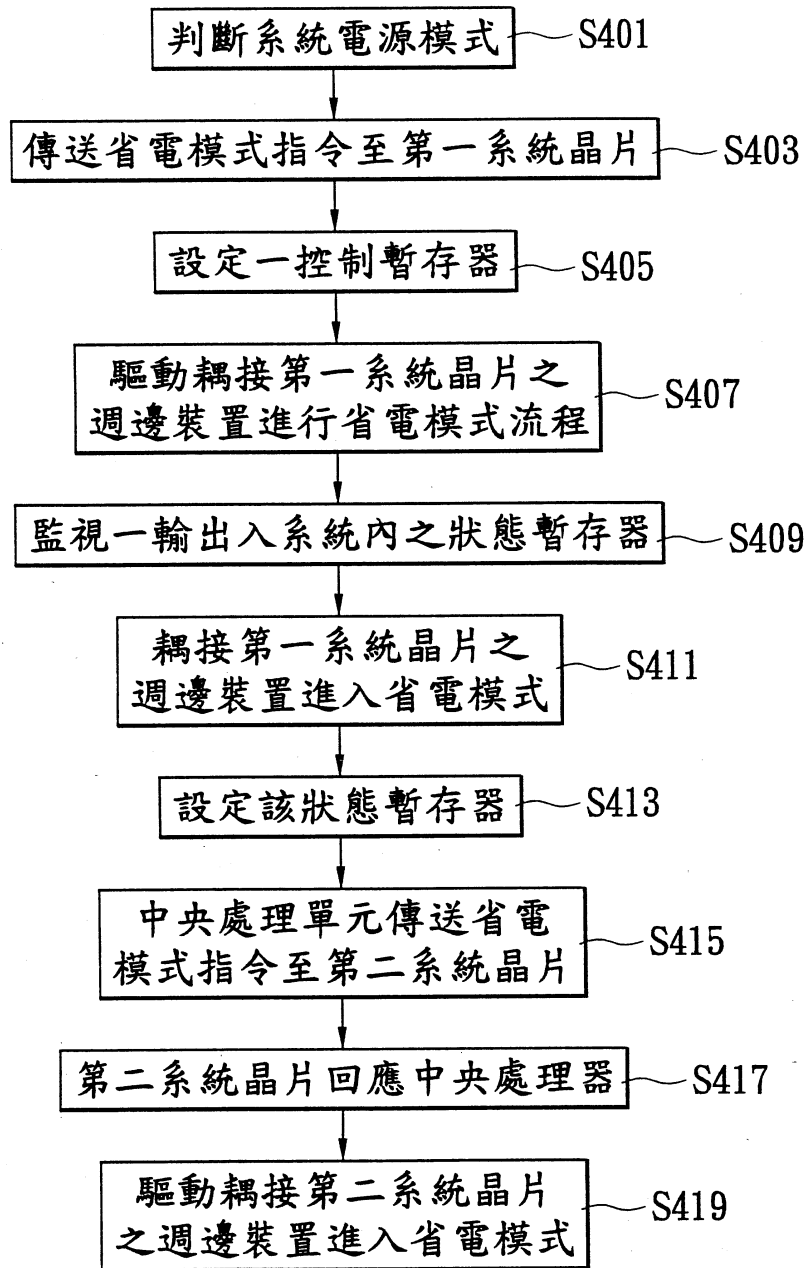 判斷系統電源模式 S401
傳送省電模式指令至第一系統晶片 S403
設定一控制暫存器 S405
驅動耦接第一系統晶片之
週邊裝置進行省電模式流程 S407
監視一輸出入系統內之狀態暫存器 S409
耦接第一系統晶片之
週邊裝置進入省電模式 S411
設定該狀態暫存器 S413
中央處理單元傳送省電
模式指令至第二系統晶片 S415
第二系統晶片回應中央處理器 S417
驅動耦接第二系統晶片
之週邊裝置進入省電模式 S419